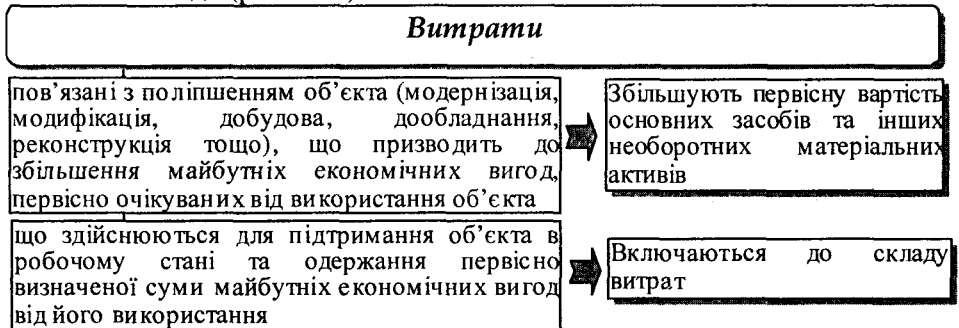 Витрати
пов’язані з поліпшенням об’єкта (модернізація,
модифікація, добудова, дообладнання,
реконструкція тощо), що призводить до
збільшення майбутніх економічних вигод,
первісно очікуваних від використання об’єкта
Збільшують первісну вартість
основних засобів та інших
необоротних матеріальних
активів
що здійснюються для підтримання об’єкта в
робочому стані та одержання первісно
визначеної суми майбутніх економічних вигод
від його використання
Включаються до складу
витрат